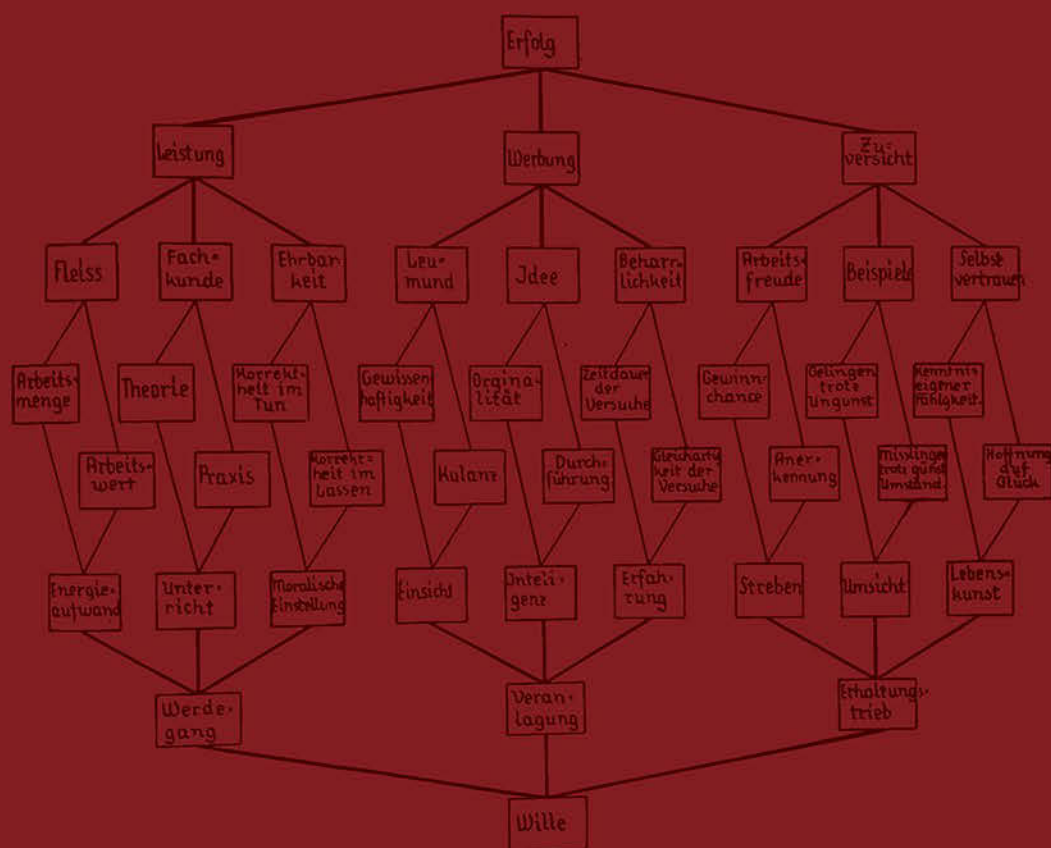 Erfolg
Leistung
Werbung
Zu=
versicht
Fleiss
Fach=
kunde
Ehrbar
keit
Leu=
mund
Idee
Beharr=
lichkeit
Arbeits=
freude
Beispiele
Selbst
vertrauen
Arbeits=
menge
Theorie
Korrekt=
heit im
Tun
Gewissen
haftigkeit
Orgina=
lität
Zeitdauer
der
Versuche
Gewinn=
chance
Gelingen
trotz
Ungunst
Kenntnis
eigner
Fähigkeit.
Arbeits=
wert
Praxis
Korrekt=
heit im
Lassen
Kulanz
Durch=
führung
Gleichartig
keit der
Versuche
Aner=
kennung
Misslingen
trotz günst.
Umständ.
Hoffnung
auf
Glück
Energie=
aufwand
Unter=
richt
Moralische
Einstellung
Einsicht
Inteli=
genz
Erfah=
rung
Streben
Umsicht
Lebens=
kunst
Werde=
gang
Veran=
lagung
Erhaltungs=
trieb
Wille